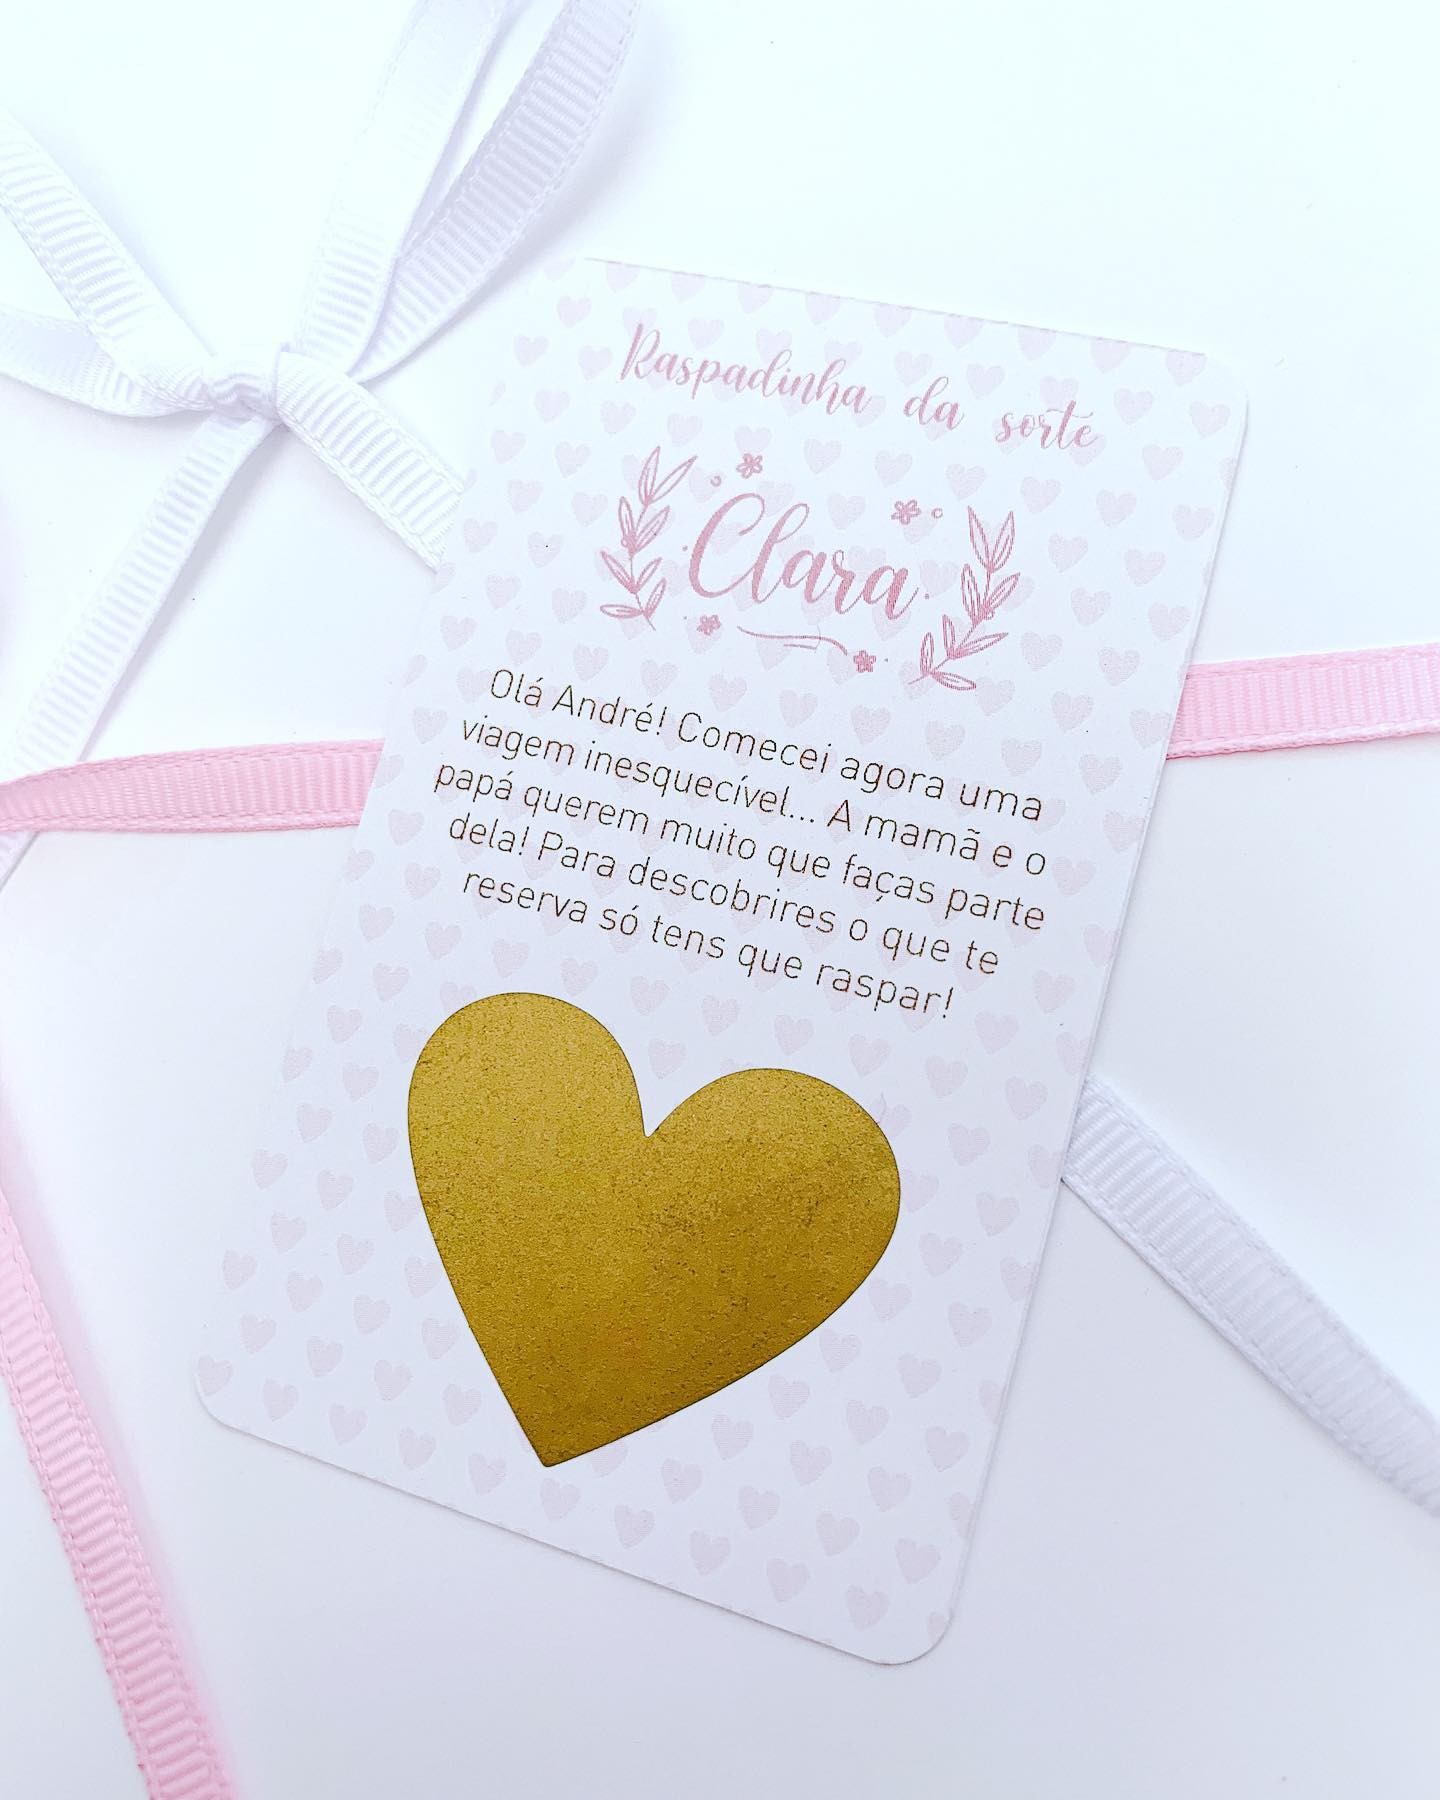 Raspadinha da sorte
Clara
Olá André! Comecei agora uma
viagem inesquecível... A mamã e o
papá querem muito que faças parte
dela! Para descobrires o que te
reserva só tens que raspar!